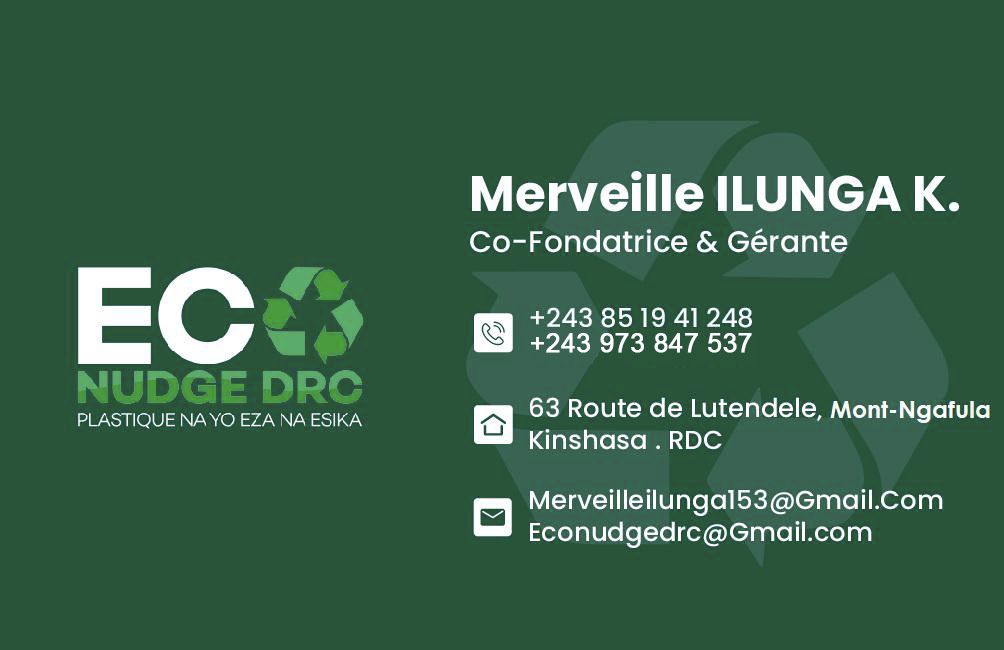 ECO
NUDGE DRC
PLASTIQUE NA YO EZA NA ESIKA
Merveille ILUNGA K.
Co-Fondatrice & Gérante
+243 85 19 41 248
+243 973 847 537
63 Route de Lutendele, Mont-Ngafula
Kinshasa . RDC
Merveilleilunga153@Gmail.Com
Econudgedrc@Gmail.com